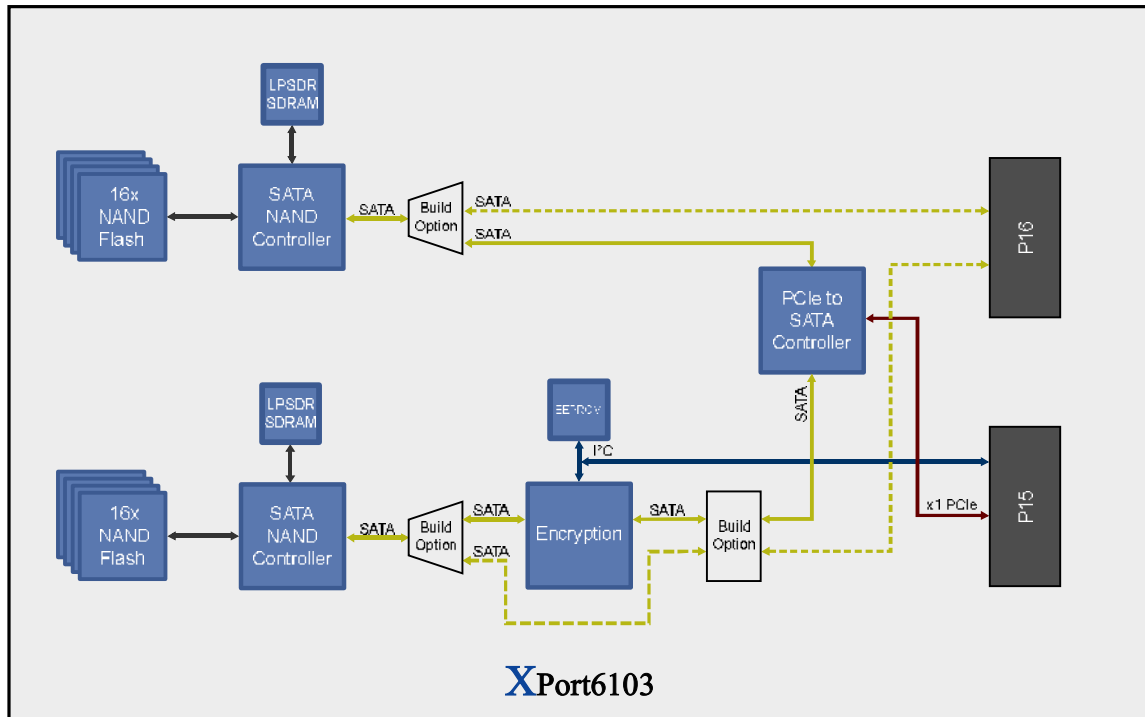 LPSDR
SDRAM
16x
NAND
Flash
SATA
NAND
Controller
SATA
Build
Option
SATA
SATA
P16
PCIe to
SATA
Controller
SATA
LPSDR
SDRAM
EEPROM
I²C
16x
NAND
Flash
SATA
NAND
Controller
SATA
Build
Option
SATA
SATA
Encryption
SATA
Build
Option
x1 PCIe
P15
XPort6103